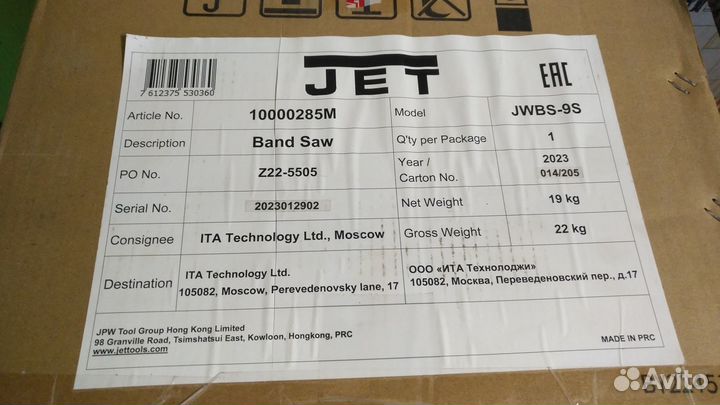 JET
EAC
7 612375 530360
Article No. 10000285M Model JWBS-9S
Description Band Saw Q'ty per Package 1
PO No. Z22-5505 Year / Carton No. 2023 014/205
Serial No. 2023012902 Net Weight 19 kg
Consignee ITA Technology Ltd., Moscow Gross Weight 22 kg
Destination
ITA Technology Ltd.
105082, Moscow, Perevedenovsky lane, 17
ООО «ИТА Технолоджи»
105082, Москва, Переведеновский пер., д.17
JPW Tool Group Hong Kong Limited
98 Granville Road, Tsimshatsui East, Kowloon, Hongkong, PRC
www.jettools.com
MADE IN PRC
Avito